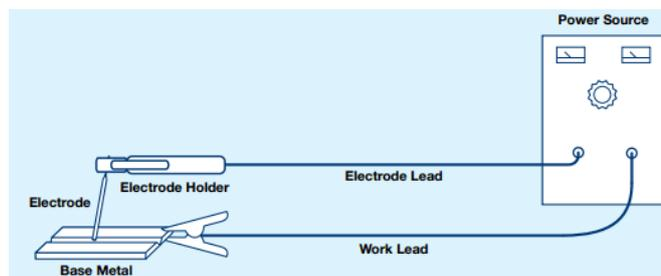 Power Source
Electrode Lead
Electrode Holder
Electrode
Work Lead
Base Metal